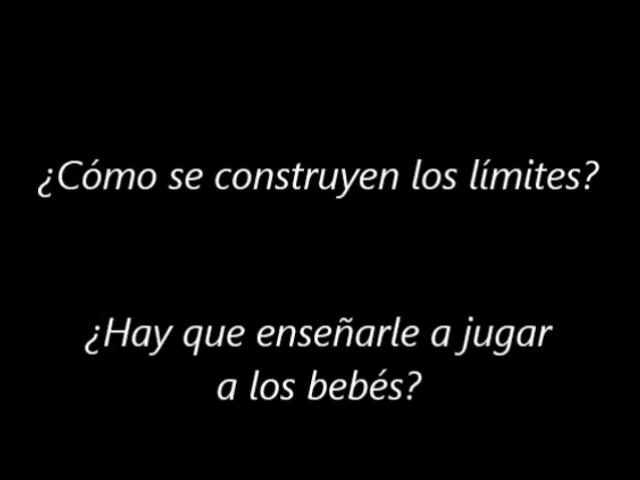 ¿Cómo se construyen los límites?
¿Hay que enseñarle a jugar
a los bebés?